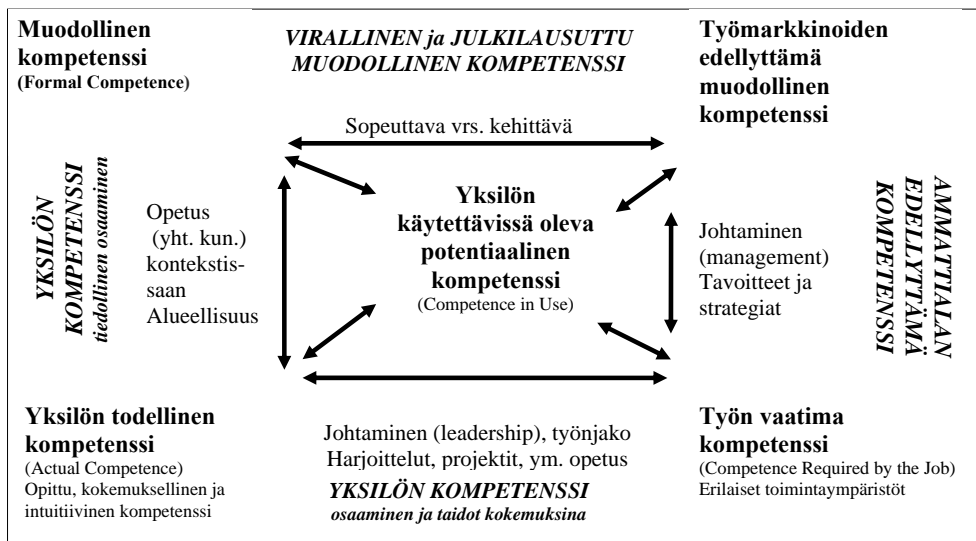 Muodollinen
kompetenssi
(Formal Competence)
VIRALLINEN ja JULKILAUSUTTU
MUODOLLINEN KOMPETENSSI
Työmarkkinoiden
edellyttämä
muodollinen
kompetenssi
Sopeuttava vrs. kehittävä
YKSILÖN
KOMPETENSSI
tiedollinen osaaminen
Opetus
(yht. kun.)
kontekstis-
saan
Alueellisuus
Yksilön
käytettävissä oleva
potentiaalinen
kompetenssi
(Competence in Use)
Johtaminen
(management)
Tavoitteet ja
strategiat
AMMATTIALAN
EDELLYTTÄMÄ
KOMPETENSSI
Yksilön todellinen
kompetenssi
(Actual Competence)
Opittu, kokemuksellinen ja
intuitiivinen kompetenssi
Johtaminen (leadership), työnjako
Harjoittelut, projektit, ym. opetus
YKSILÖN KOMPETENSSI
osaaminen ja taidot kokemuksina
Työn vaatima
kompetenssi
(Competence Required by the Job)
Erilaiset toimintaympäristöt